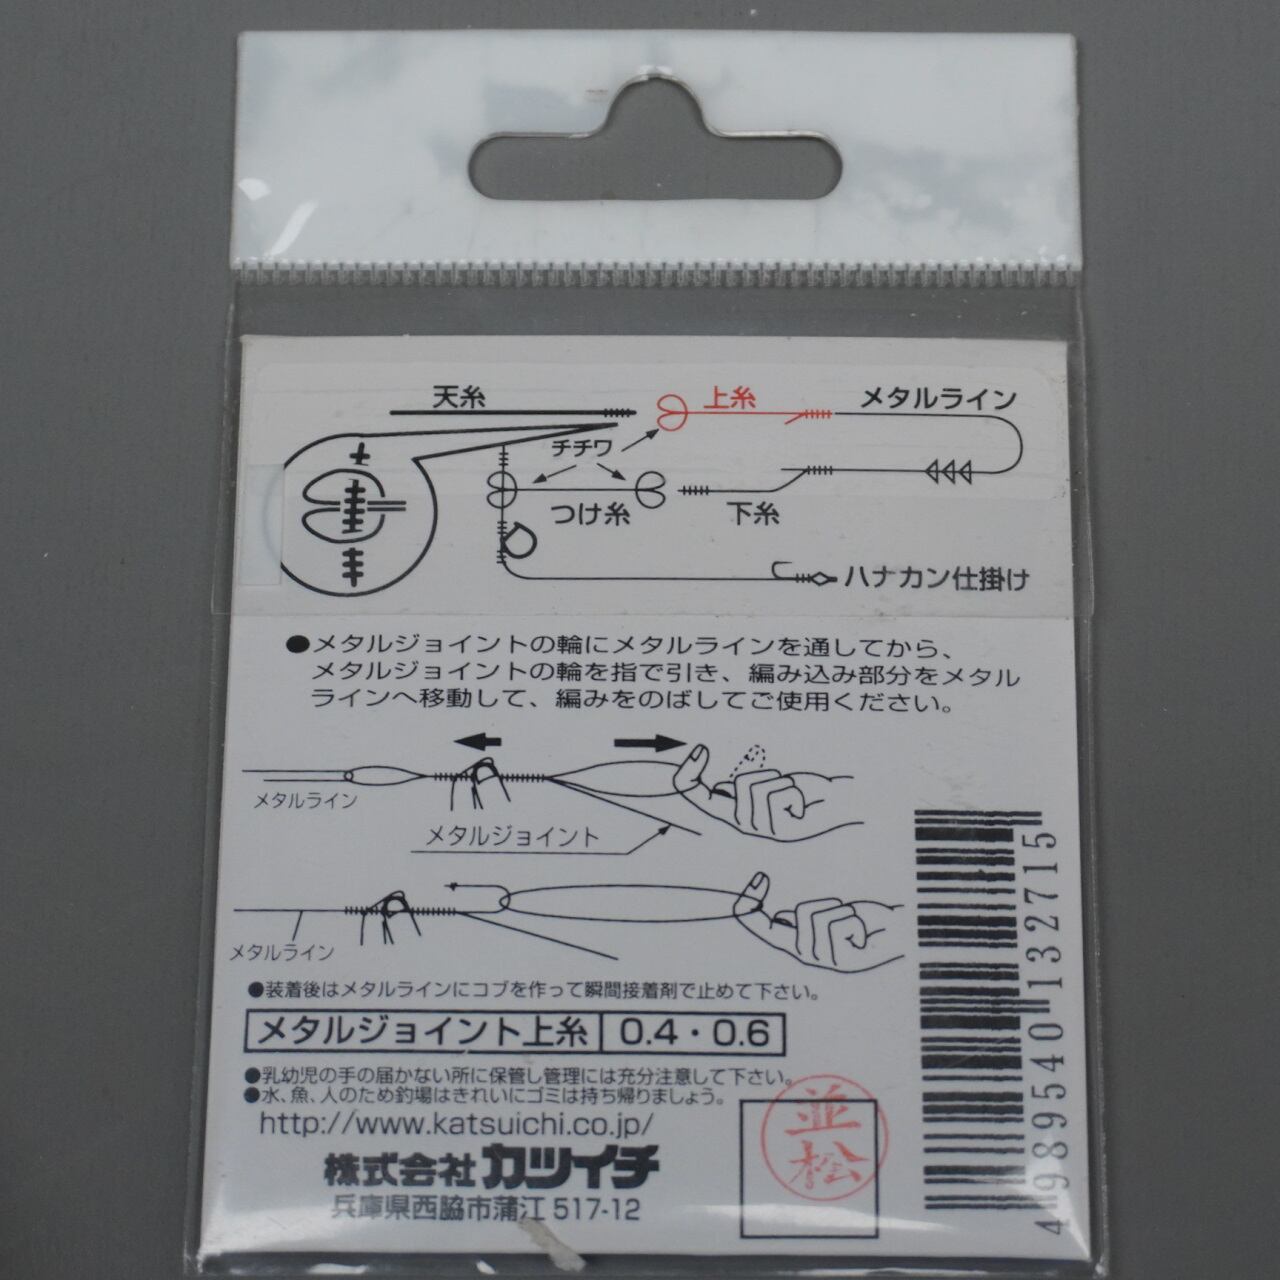 天糸
上糸
メタルライン
チチワ
つけ糸
下糸
ハナカン仕掛け
●メタルジョイントの輪にメタルラインを通してから、
メタルジョイントの輪を指で引き、編み込み部分をメタル
ラインへ移動して、編みをのばしてご使用ください。
メタルライン
メタルジョイント
メタルライン
●装着後はメタルラインにコブを作って瞬間接着剤で止めて下さい。
メタルジョイント上糸 0.4・0.6
●乳幼児の手の届かない所に保管し管理には充分注意して下さい。
●水、魚、人のため釣場はきれいにゴミは持ち帰りましょう。
http://www.katsuichi.co.jp/
株式会社カツイチ
兵庫県西脇市蒲江517-12
並松
4989540132715